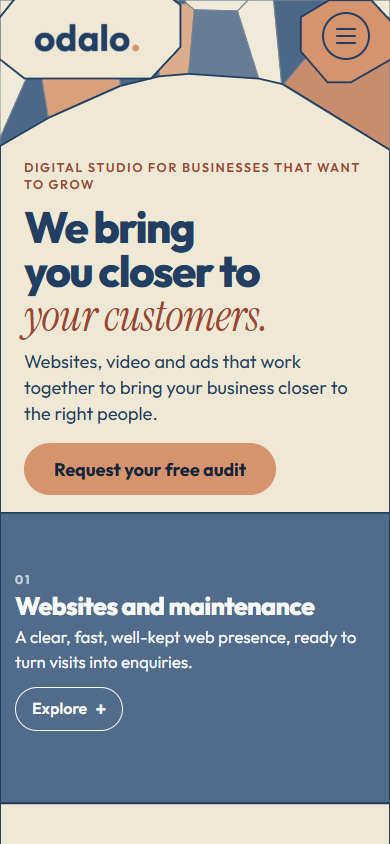 odalo.
DIGITAL STUDIO FOR BUSINESSES THAT WANT
TO GROW
We bring
you closer to
your customers.
Websites, video and ads that work
together to bring your business closer to
the right people.
Request your free audit
01
Websites and maintenance
A clear, fast, well-kept web presence, ready to
turn visits into enquiries.
Explore +